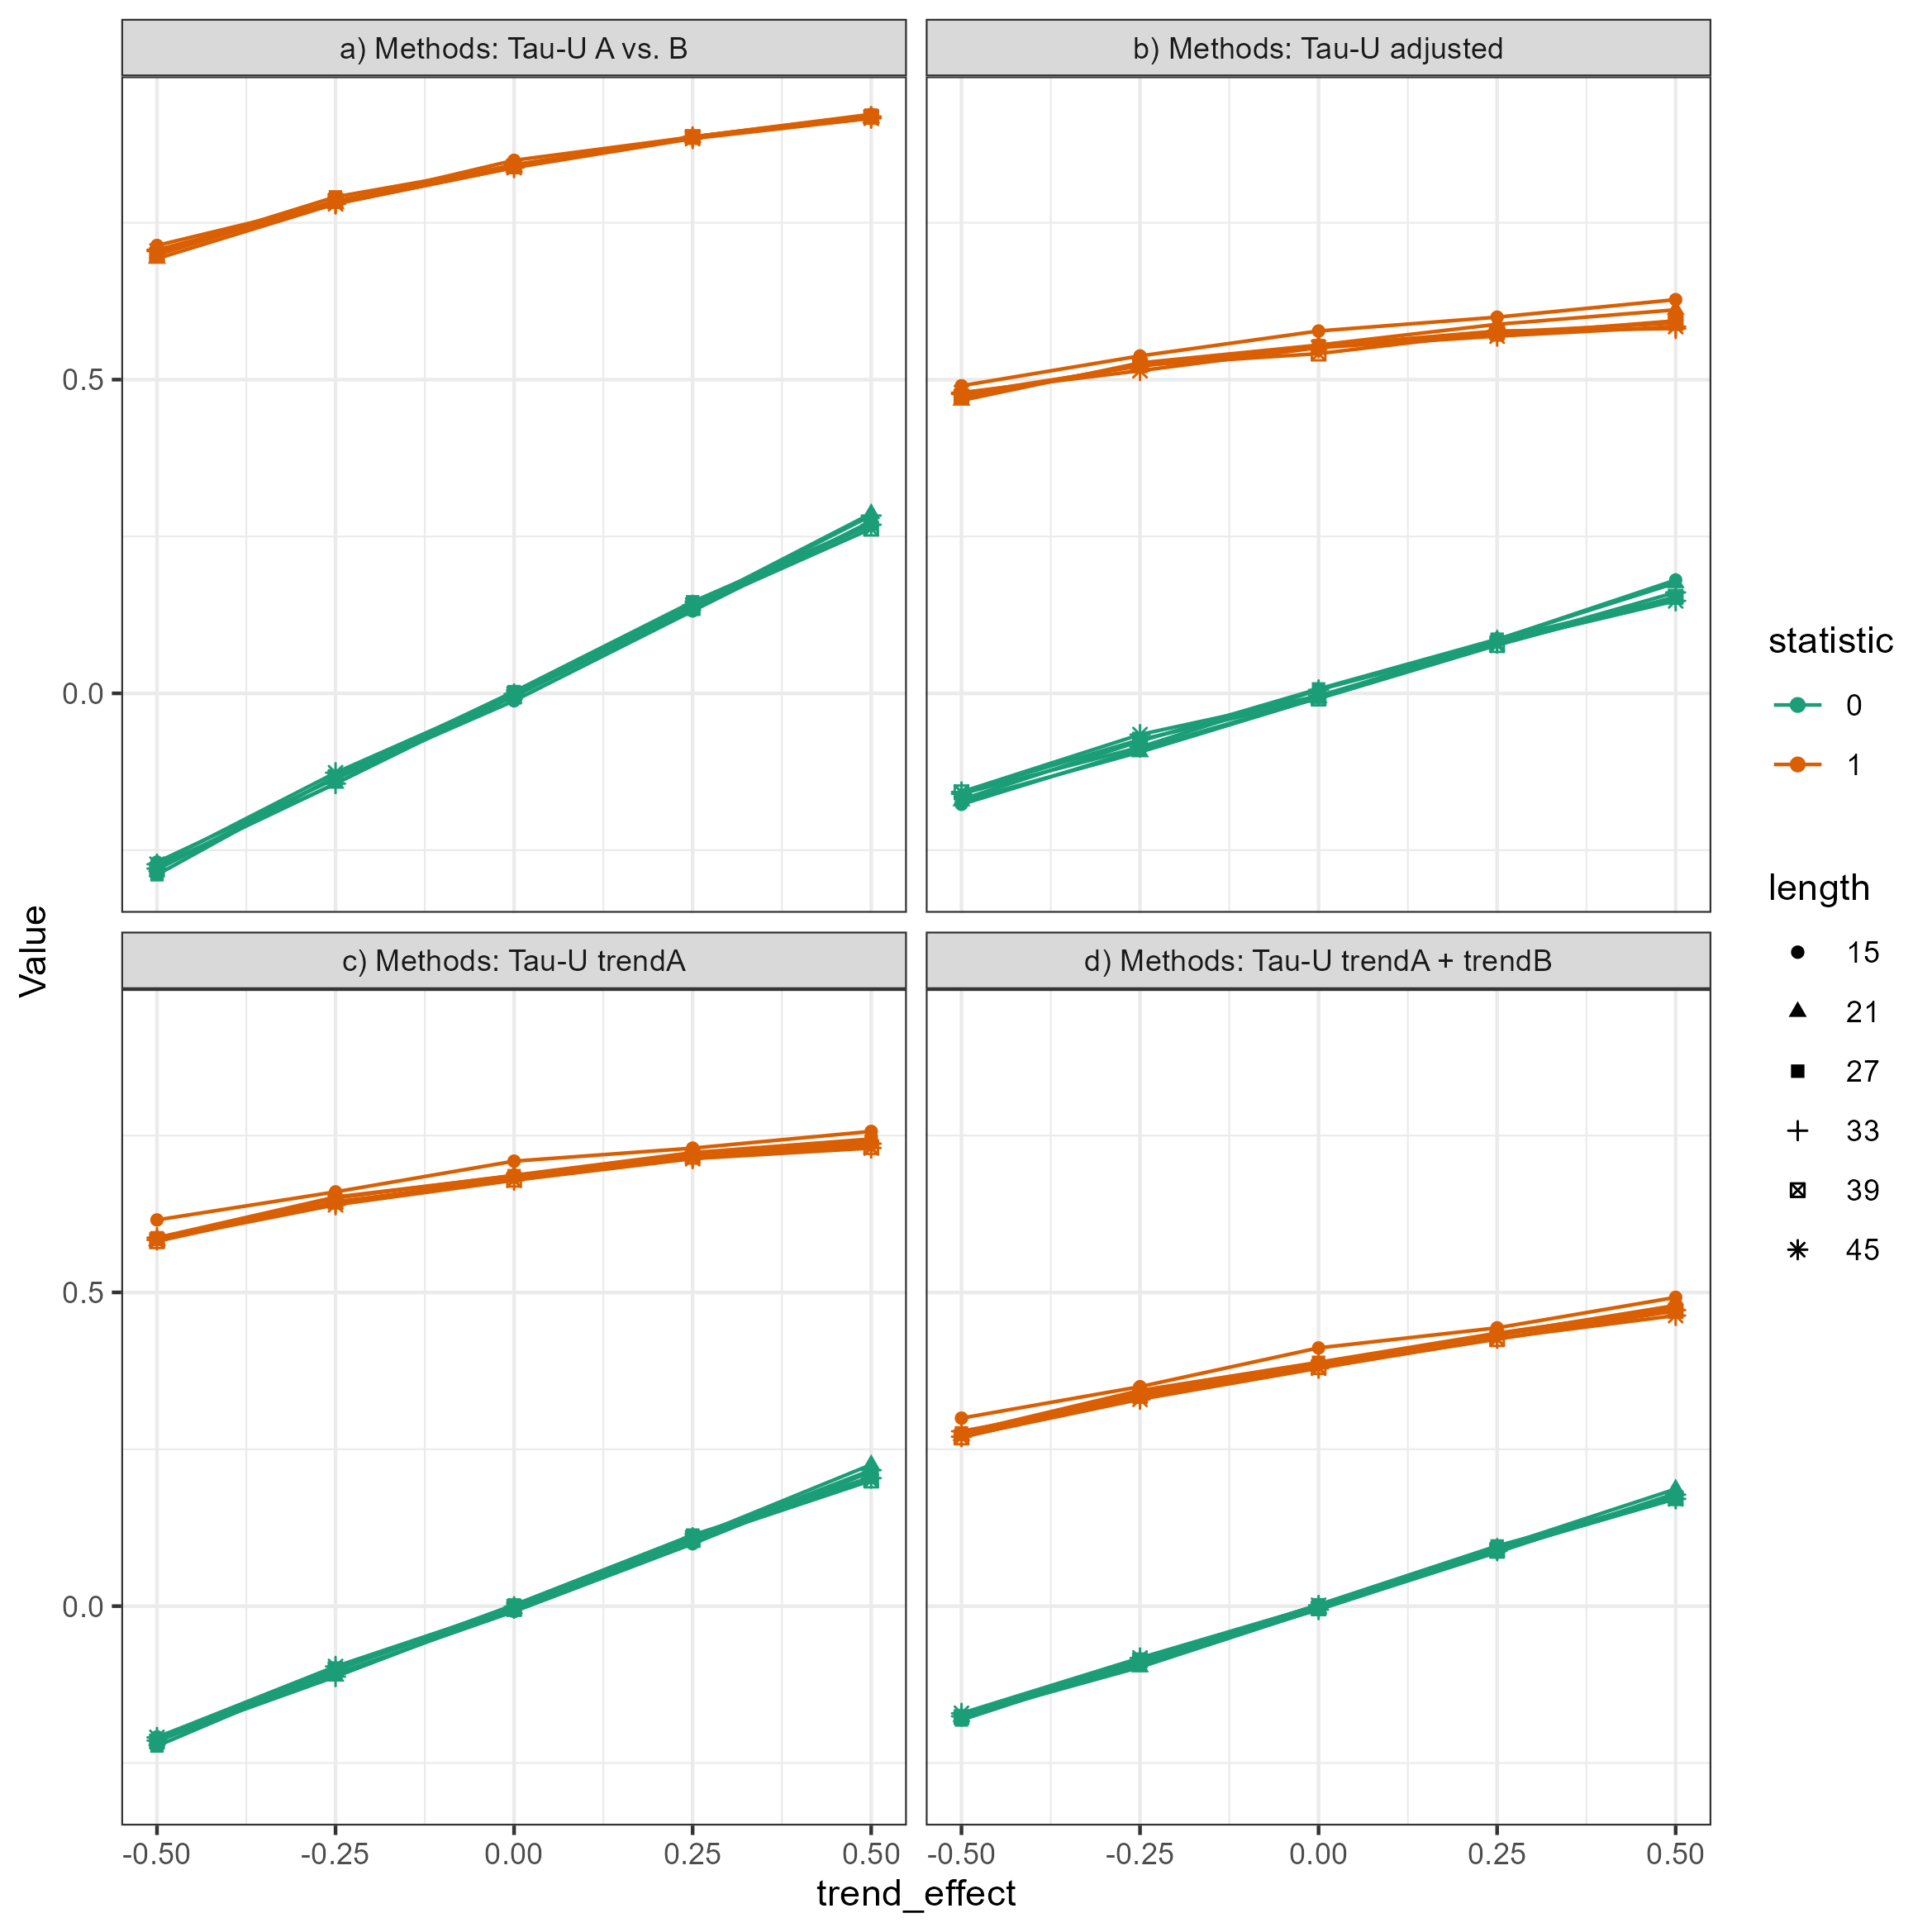 a) Methods: Tau-U A vs. B
b) Methods: Tau-U adjusted
0.5
0.0
c) Methods: Tau-U trendA
d) Methods: Tau-U trendA + trendB
0.5
0.0
-0.50 -0.25 0.00 0.25 0.50
-0.50 -0.25 0.00 0.25 0.50
trend_effect
Value
statistic
0
1
length
15
21
27
33
39
45